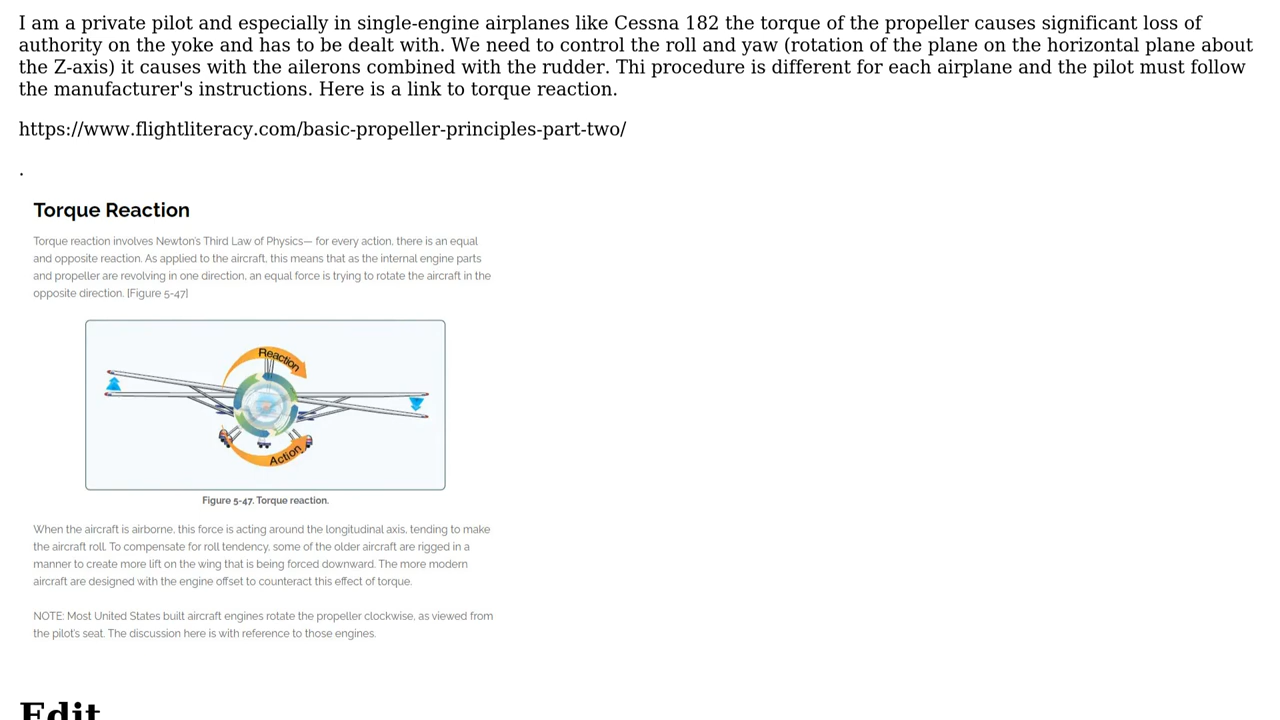 I am a private pilot and especially in single-engine airplanes like Cessna 182 the torque of the propeller causes significant loss of
authority on the yoke and has to be dealt with. We need to control the roll and yaw (rotation of the plane on the horizontal plane about
the Z-axis) it causes with the ailerons combined with the rudder. Thi procedure is different for each airplane and the pilot must follow
the manufacturer's instructions. Here is a link to torque reaction.
https://www.flightliteracy.com/basic-propeller-principles-part-two/
.
Torque Reaction
Torque reaction involves Newton's Third Law of Physics— for every action, there is an equal
and opposite reaction. As applied to the aircraft, this means that as the internal engine parts
and propeller are revolving in one direction, an equal force is trying to rotate the aircraft in the
opposite direction. [Figure 5-47]
Reaction
Action
Figure 5-47. Torque reaction.
When the aircraft is airborne, this force is acting around the longitudinal axis, tending to make
the aircraft roll. To compensate for roll tendency, some of the older aircraft are rigged in a
manner to create more lift on the wing that is being forced downward. The more modern
aircraft are designed with the engine offset to counteract this effect of torque.
NOTE: Most United States built aircraft engines rotate the propeller clockwise, as viewed from
the pilot's seat. The discussion here is with reference to those engines.
Edit